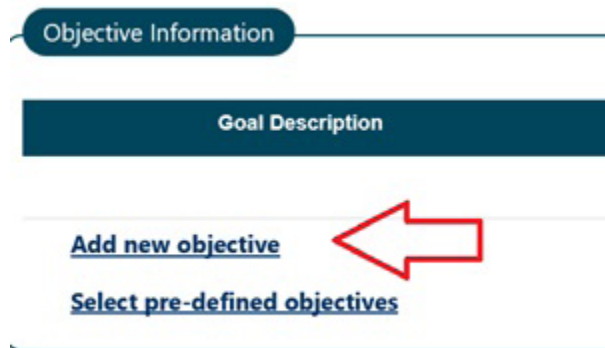 Objective Information
Goal Description
Add new objective
Select pre-defined objectives